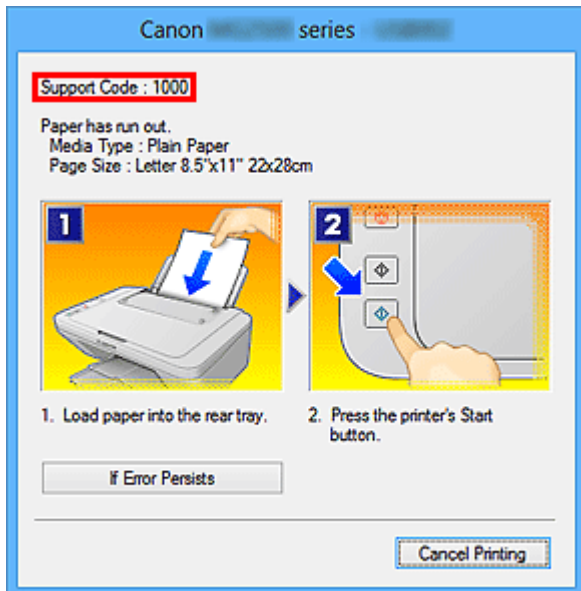 Canon series
Support Code : 1000
Paper has run out.
Media Type : Plain Paper
Page Size : Letter 8.5"x11" 22x28cm
1
2
1. Load paper into the rear tray.
2. Press the printer's Start
button.
If Error Persists
Cancel Printing